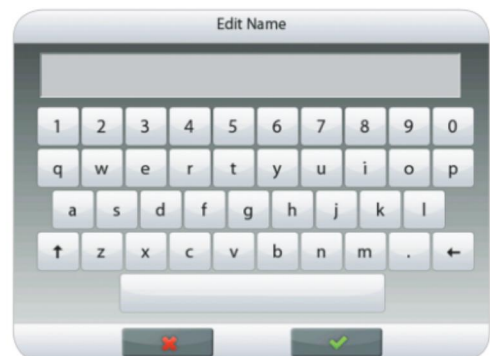 Edit Name
1 2 3 4 5 6 7 8 9 0
q w e r t y u i o p
a s d f g h j k l
↑ z x c v b n m . ←